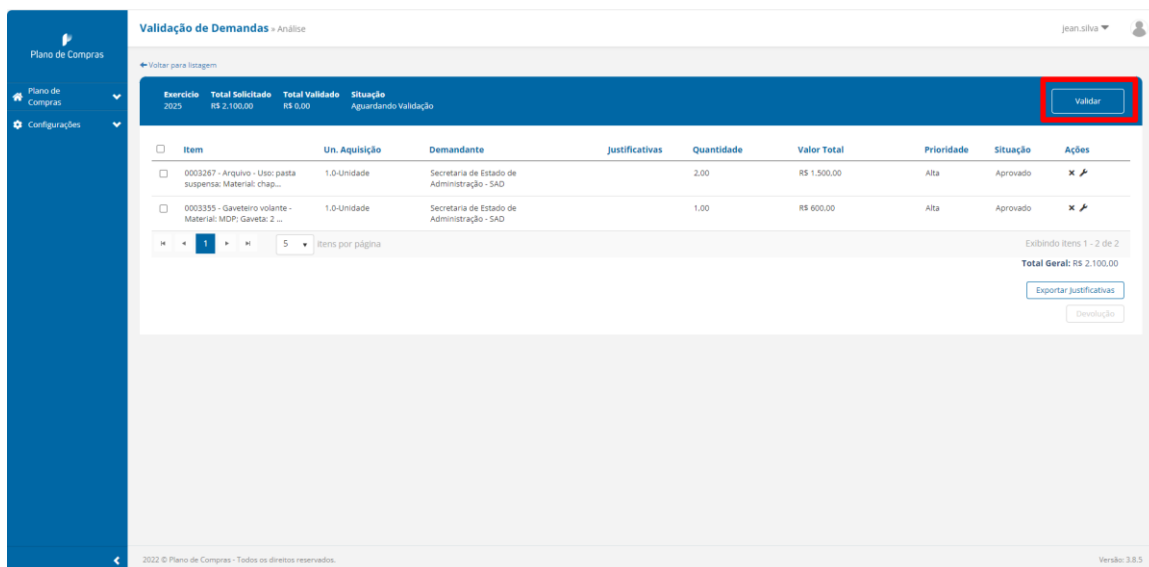 Plano de Compras
Plano de
Compras
Configurações
Validação de Demandas » Análise
jean.silva
Voltar para listagem
Exercício Total Solicitado Total Validado Situação
2025 R$ 2.100,00 R$ 0,00 Aguardando Validação
Validar
Item Un. Aquisição Demandante Justificativas Quantidade Valor Total Prioridade Situação Ações
0003267 - Arquivo - Uso: pasta 1.0-Unidade Secretaria de Estado de 2,00 R$ 1.500,00 Alta Aprovado
suspensa; Material: chap... Administração - SAD
0003355 - Gaveteiro volante - 1.0-Unidade Secretaria de Estado de 1,00 R$ 600,00 Alta Aprovado
Material: MDP; Gaveta: 2 ... Administração - SAD
1 5 itens por página Exibindo itens 1 - 2 de 2
Total Geral: R$ 2.100,00
Exportar Justificativas
Devolução
2022 © Plano de Compras - Todos os direitos reservados. Versão: 3.8.5